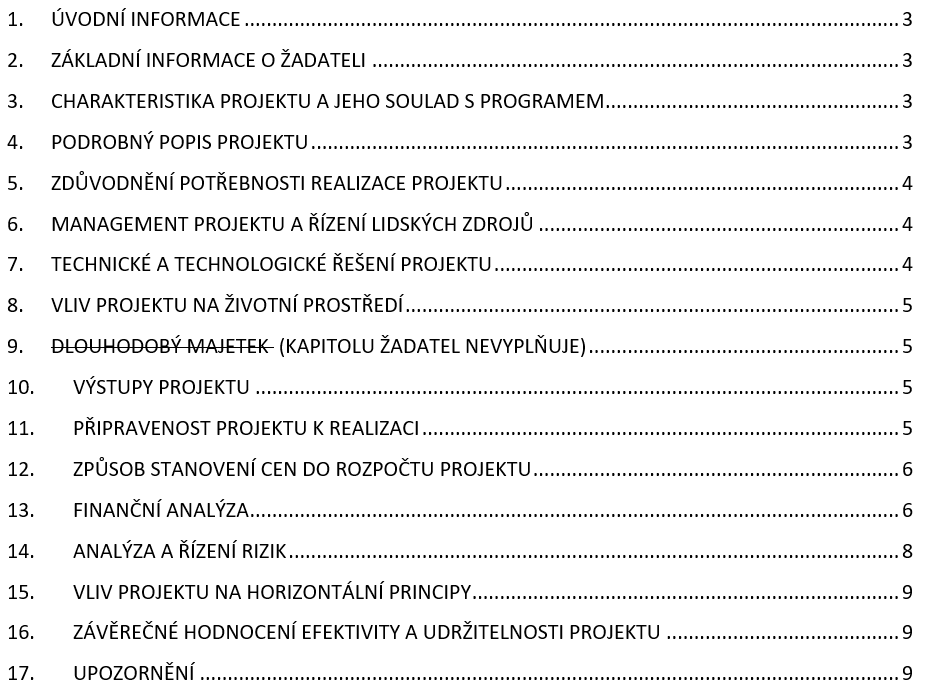 1. ÚVODNÍ INFORMACE ........ 3
2. ZÁKLADNÍ INFORMACE O ŽADATELI ........ 3
3. CHARAKTERISTIKA PROJEKTU A JEHO SOULAD S PROGRAMEM ........ 3
4. PODROBNÝ POPIS PROJEKTU ........ 3
5. ZDŮVODNĚNÍ POTŘEBNOSTI REALIZACE PROJEKTU ........ 4
6. MANAGEMENT PROJEKTU A ŘÍZENÍ LIDSKÝCH ZDROJŮ ........ 4
7. TECHNICKÉ A TECHNOLOGICKÉ ŘEŠENÍ PROJEKTU ........ 4
8. VLIV PROJEKTU NA ŽIVOTNÍ PROSTŘEDÍ ........ 5
9. DLOUHODOBÝ MAJETEK (KAPITOLU ŽADATEL NEVYPLŇUJE) ........ 5
10. VÝSTUPY PROJEKTU ........ 5
11. PŘIPRAVENOST PROJEKTU K REALIZACI ........ 5
12. ZPŮSOB STANOVENÍ CEN DO ROZPOČTU PROJEKTU ........ 6
13. FINANČNÍ ANALÝZA ........ 6
14. ANALÝZA A ŘÍZENÍ RIZIK ........ 8
15. VLIV PROJEKTU NA HORIZONTÁLNÍ PRINCIPY ........ 9
16. ZÁVĚREČNÉ HODNOCENÍ EFEKTIVITY A UDRŽITELNOSTI PROJEKTU ........ 9
17. UPOZORNĚNÍ ........ 9